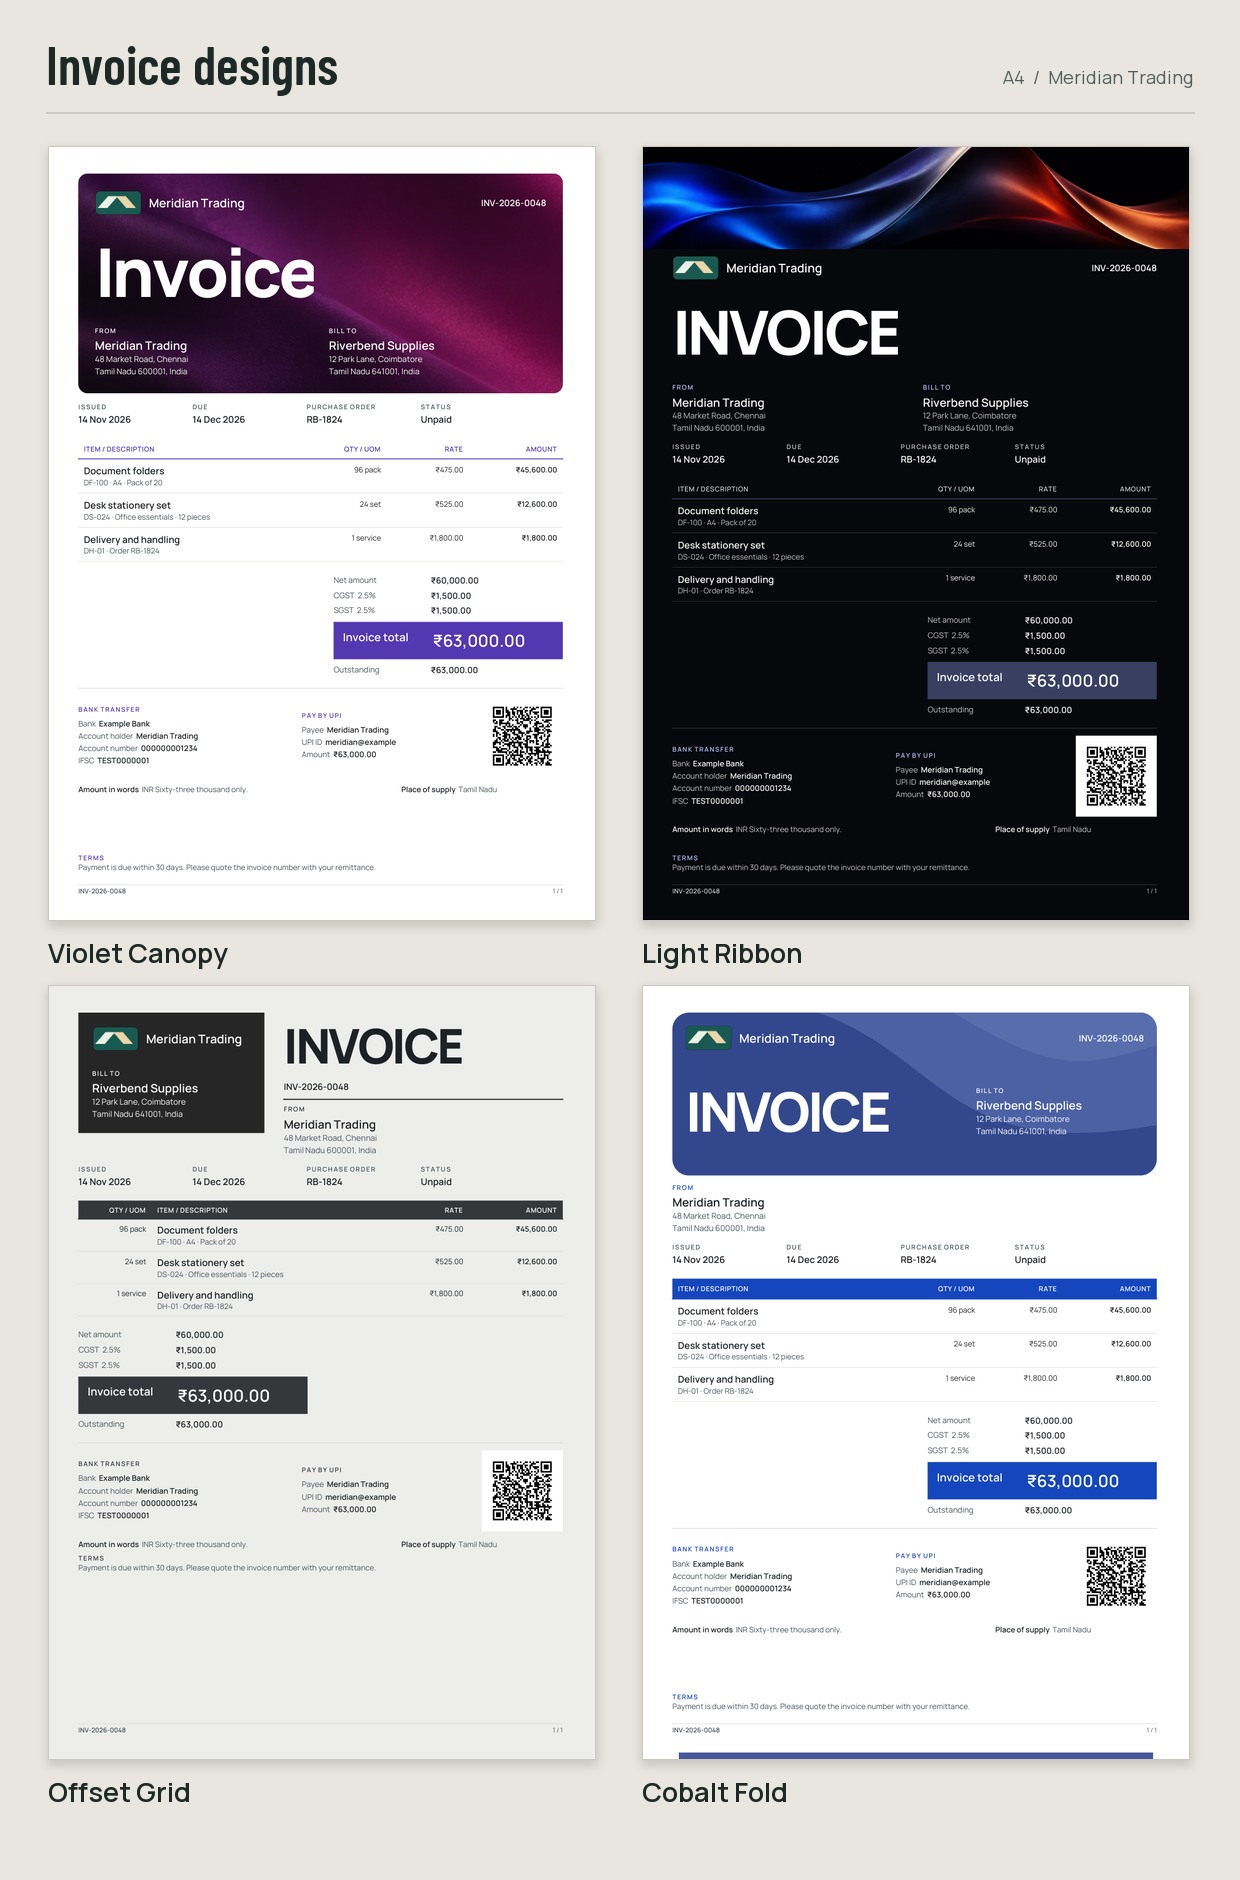 Invoice designs
A4 / Meridian Trading
Meridian Trading
INV-2026-0048
Invoice
FROM
BILL TO
Meridian Trading
Riverbend Supplies
48 Market Road, Chennai
12 Park Lane, Coimbatore
Tamil Nadu 600001, India
Tamil Nadu 641001, India
ISSUED
DUE
PURCHASE ORDER
STATUS
14 Nov 2026
14 Dec 2026
RB-1824
Unpaid
ITEM / DESCRIPTION QTY / UOM RATE AMOUNT
Document folders 96 pack ₹475.00 ₹45,600.00
DF-100 · A4 · Pack of 20
Desk stationery set 24 set ₹525.00 ₹12,600.00
DS-024 · Office essentials · 12 pieces
Delivery and handling 1 service ₹1,800.00 ₹1,800.00
DH-01 · Order RB-1824
Net amount ₹60,000.00
CGST 2.5% ₹1,500.00
SGST 2.5% ₹1,500.00
Invoice total ₹63,000.00
Outstanding ₹63,000.00
BANK TRANSFER
Bank Example Bank
Account holder Meridian Trading
Account number 000000001234
IFSC TEST0000001
PAY BY UPI
Payee Meridian Trading
UPI ID meridian@example
Amount ₹63,000.00
Amount in words INR Sixty-three thousand only.
Place of supply Tamil Nadu
TERMS
Payment is due within 30 days. Please quote the invoice number with your remittance.
INV-2026-0048
1 / 1
Violet Canopy
Meridian Trading
INV-2026-0048
INVOICE
FROM
BILL TO
Meridian Trading
Riverbend Supplies
48 Market Road, Chennai
12 Park Lane, Coimbatore
Tamil Nadu 600001, India
Tamil Nadu 641001, India
ISSUED
DUE
PURCHASE ORDER
STATUS
14 Nov 2026
14 Dec 2026
RB-1824
Unpaid
ITEM / DESCRIPTION QTY / UOM RATE AMOUNT
Document folders 96 pack ₹475.00 ₹45,600.00
DF-100 · A4 · Pack of 20
Desk stationery set 24 set ₹525.00 ₹12,600.00
DS-024 · Office essentials · 12 pieces
Delivery and handling 1 service ₹1,800.00 ₹1,800.00
DH-01 · Order RB-1824
Net amount ₹60,000.00
CGST 2.5% ₹1,500.00
SGST 2.5% ₹1,500.00
Invoice total ₹63,000.00
Outstanding ₹63,000.00
BANK TRANSFER
Bank Example Bank
Account holder Meridian Trading
Account number 000000001234
IFSC TEST0000001
PAY BY UPI
Payee Meridian Trading
UPI ID meridian@example
Amount ₹63,000.00
Amount in words INR Sixty-three thousand only.
Place of supply Tamil Nadu
TERMS
Payment is due within 30 days. Please quote the invoice number with your remittance.
INV-2026-0048
1 / 1
Light Ribbon
Meridian Trading
BILL TO
Riverbend Supplies
12 Park Lane, Coimbatore
Tamil Nadu 641001, India
INVOICE
INV-2026-0048
FROM
Meridian Trading
48 Market Road, Chennai
Tamil Nadu 600001, India
ISSUED
DUE
PURCHASE ORDER
STATUS
14 Nov 2026
14 Dec 2026
RB-1824
Unpaid
QTY / UOM ITEM / DESCRIPTION RATE AMOUNT
96 pack Document folders ₹475.00 ₹45,600.00
DF-100 · A4 · Pack of 20
24 set Desk stationery set ₹525.00 ₹12,600.00
DS-024 · Office essentials · 12 pieces
1 service Delivery and handling ₹1,800.00 ₹1,800.00
DH-01 · Order RB-1824
Net amount ₹60,000.00
CGST 2.5% ₹1,500.00
SGST 2.5% ₹1,500.00
Invoice total ₹63,000.00
Outstanding ₹63,000.00
BANK TRANSFER
Bank Example Bank
Account holder Meridian Trading
Account number 000000001234
IFSC TEST0000001
PAY BY UPI
Payee Meridian Trading
UPI ID meridian@example
Amount ₹63,000.00
Amount in words INR Sixty-three thousand only.
Place of supply Tamil Nadu
TERMS
Payment is due within 30 days. Please quote the invoice number with your remittance.
INV-2026-0048
1 / 1
Offset Grid
Meridian Trading
INV-2026-0048
INVOICE
BILL TO
Riverbend Supplies
12 Park Lane, Coimbatore
Tamil Nadu 641001, India
FROM
Meridian Trading
48 Market Road, Chennai
Tamil Nadu 600001, India
ISSUED
DUE
PURCHASE ORDER
STATUS
14 Nov 2026
14 Dec 2026
RB-1824
Unpaid
ITEM / DESCRIPTION QTY / UOM RATE AMOUNT
Document folders 96 pack ₹475.00 ₹45,600.00
DF-100 · A4 · Pack of 20
Desk stationery set 24 set ₹525.00 ₹12,600.00
DS-024 · Office essentials · 12 pieces
Delivery and handling 1 service ₹1,800.00 ₹1,800.00
DH-01 · Order RB-1824
Net amount ₹60,000.00
CGST 2.5% ₹1,500.00
SGST 2.5% ₹1,500.00
Invoice total ₹63,000.00
Outstanding ₹63,000.00
BANK TRANSFER
Bank Example Bank
Account holder Meridian Trading
Account number 000000001234
IFSC TEST0000001
PAY BY UPI
Payee Meridian Trading
UPI ID meridian@example
Amount ₹63,000.00
Amount in words INR Sixty-three thousand only.
Place of supply Tamil Nadu
TERMS
Payment is due within 30 days. Please quote the invoice number with your remittance.
INV-2026-0048
1 / 1
Cobalt Fold